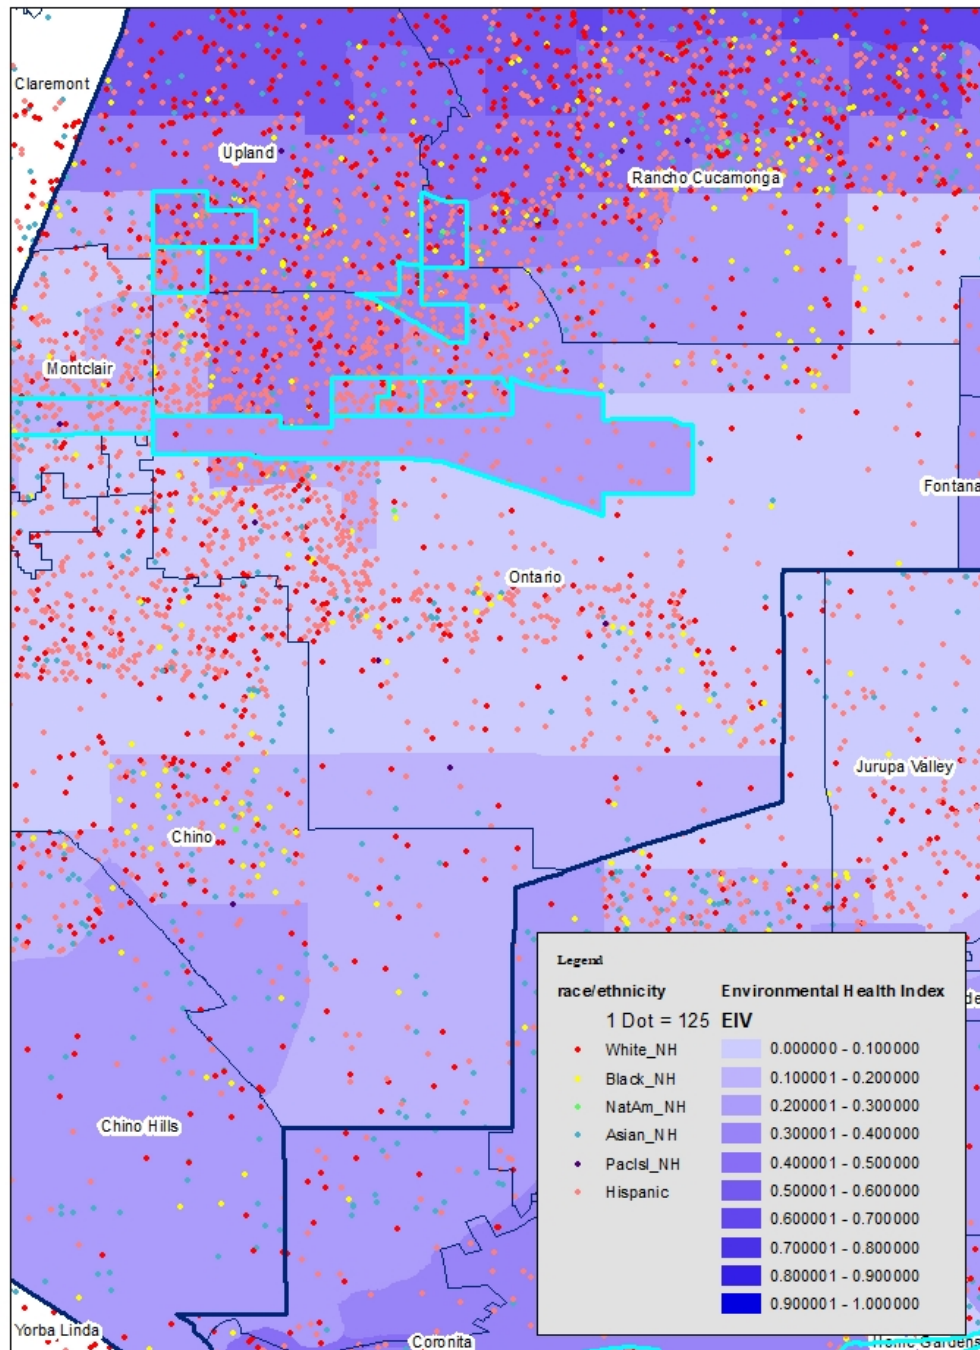 Claremont
Upland
Rancho Cucamonga
Montclair
Fontana
Ontario
Jurupa Valley
Chino
Chino Hills
Yorba Linda
Coronita
Home Gardens
Legend
race/ethnicity Environmental Health Index
1 Dot = 125 EIV
White_NH 0.000000 - 0.100000
Black_NH 0.100001 - 0.200000
NatAm_NH 0.200001 - 0.300000
Asian_NH 0.300001 - 0.400000
PacIsl_NH 0.400001 - 0.500000
Hispanic 0.500001 - 0.600000
0.600001 - 0.700000
0.700001 - 0.800000
0.800001 - 0.900000
0.900001 - 1.000000